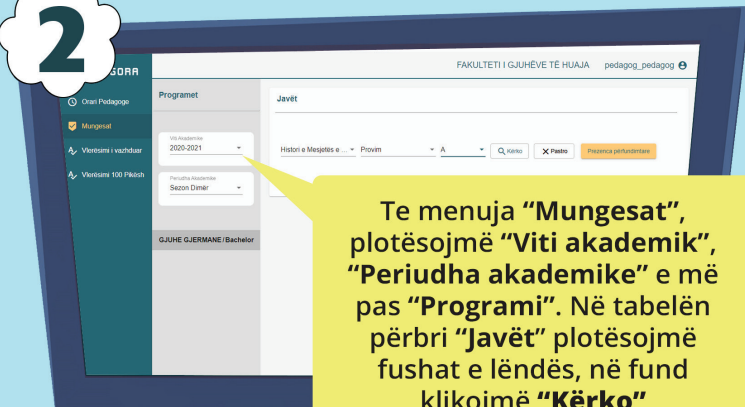 2
GORA
FAKULTETI I GJUHËVE TË HUAJA pedagog_pedagog
Orari Pedagoge
Mungesat
Vlerësimi i vazhduar
Vlerësimi 100 Pikësh
Programet
Viti Akademike
2020-2021
Periudha Akademike
Sezon Dimër
GJUHE GJERMANE / Bachelor
Javët
Histori e Mesjetës e ... Provim A Kërko Pastro Prezenca përfundimtare
Te menuja “Mungesat”,
plotësojmë “Viti akademik”,
“Periudha akademike” e më
pas “Programi”. Në tabelën
përbri “Javët” plotësojmë
fushat e lëndës, në fund
klikojmë “Kërko”